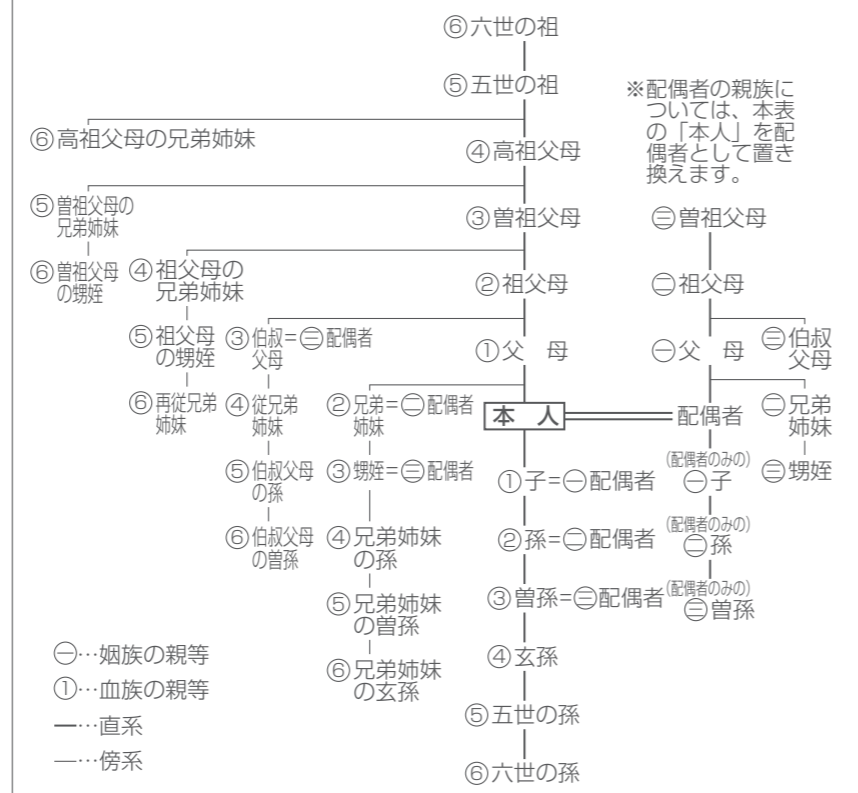 ⑥六世の祖
⑤五世の祖
※配偶者の親族に
ついては、本表
の「本人」を配
偶者として置き
換えます。
⑥高祖父母の兄弟姉妹
④高祖父母
⑤曽祖父母の
兄弟姉妹
③曽祖父母
㊂曽祖父母
⑥曽祖父母
の甥姪
④祖父母の
兄弟姉妹
②祖父母
㊁祖父母
⑤祖父母
の甥姪
③伯叔=㊂配偶者
父母
①父 母
㊀父 母
㊂伯叔
父母
⑥再従兄弟
姉妹
④従兄弟
姉妹
②兄弟=㊁配偶者
姉妹
本 人
配偶者
㊁兄弟
姉妹
⑤伯叔父母
の孫
③甥姪=㊂配偶者
①子=㊀配偶者
(配偶者のみの)
㊀子
㊂甥姪
⑥伯叔父母
の曽孫
④兄弟姉妹
の孫
②孫=㊁配偶者
(配偶者のみの)
㊁孫
⑤兄弟姉妹
の曽孫
③曽孫=㊂配偶者
(配偶者のみの)
㊂曽孫
⑥兄弟姉妹
の玄孫
④玄孫
⑤五世の孫
⑥六世の孫
㊀…姻族の親等
①…血族の親等
―…直系
―…傍系